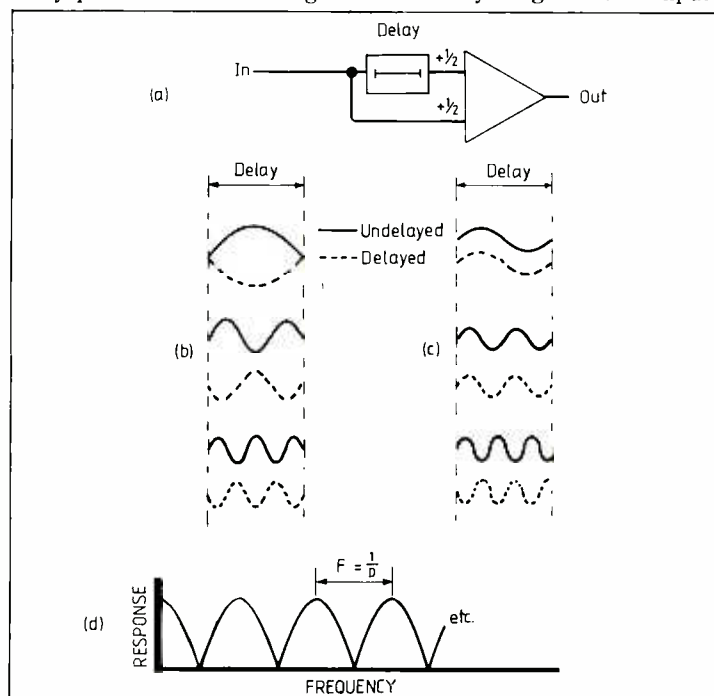 Delay
In
+½
(a)
Out
+½
Delay
Delay
Undelayed
Delayed
(b)
(c)
F = 1/D
(d)
RESPONSE
etc.
FREQUENCY